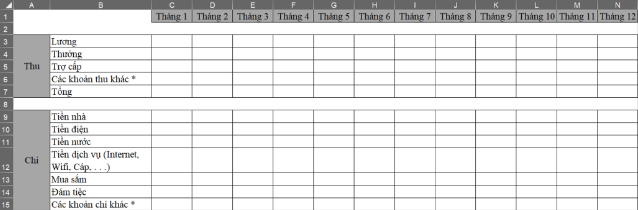 A B C D E F G H I J K L M N
1 Tháng 1 Tháng 2 Tháng 3 Tháng 4 Tháng 5 Tháng 6 Tháng 7 Tháng 8 Tháng 9 Tháng 10 Tháng 11 Tháng 12
2
3 Lương
4 Thưởng
5 Thu Trợ cấp
6 Các khoản thu khác *
7 Tổng
8
9 Tiền nhà
10 Tiền điện
11 Tiền nước
Tiền dịch vụ (Internet,
12 Chi Wifi, Cáp, . . .)
13 Mua sắm
14 Đám tiệc
15 Các khoản chi khác *